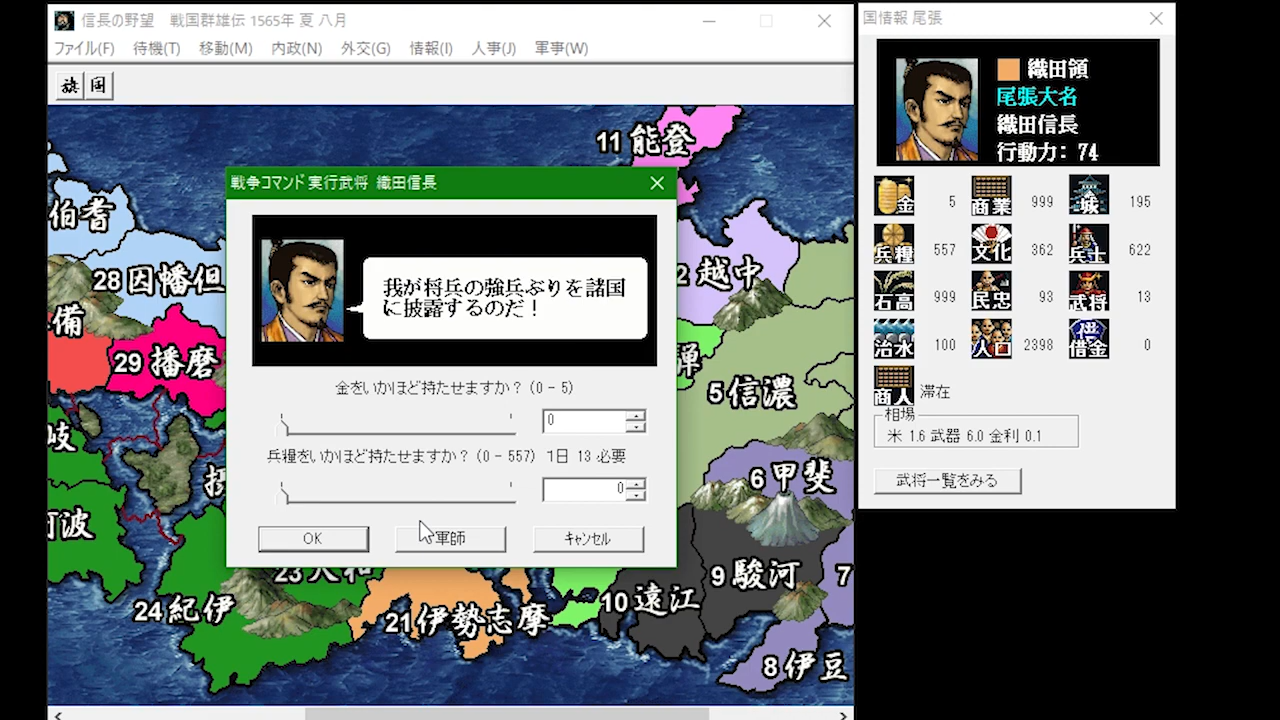 信長の野望　戦国群雄伝 1565年 夏 八月
ファイル(F) 待機(T) 移動(M) 内政(N) 外交(G) 情報(I) 人事(J) 軍事(W)
旗 国
11 能登
伯耆
28 因幡但
越中
備
29 播磨
5 信濃
6 甲斐
阿波
24 紀伊
21 伊勢志摩
10 遠江
9 駿河
7
8 伊豆
戦争コマンド 実行武将 織田信長
我が将兵の強兵ぶりを諸国
に披露するのだ！
金をいかほど持たせますか？ (0 - 5)
0
兵糧をいかほど持たせますか？ (0 - 557) 1日 13 必要
0
OK
軍師
キャンセル
国情報 尾張
織田領
尾張大名
織田信長
行動力：74
金 5 商業 999 城 195
兵糧 557 文化 362 兵士 622
石高 999 民忠 93 武将 13
治水 100 人口 2398 借金 0
商人 滞在
相場
米 1.6 武器 6.0 金利 0.1
武将一覧をみる